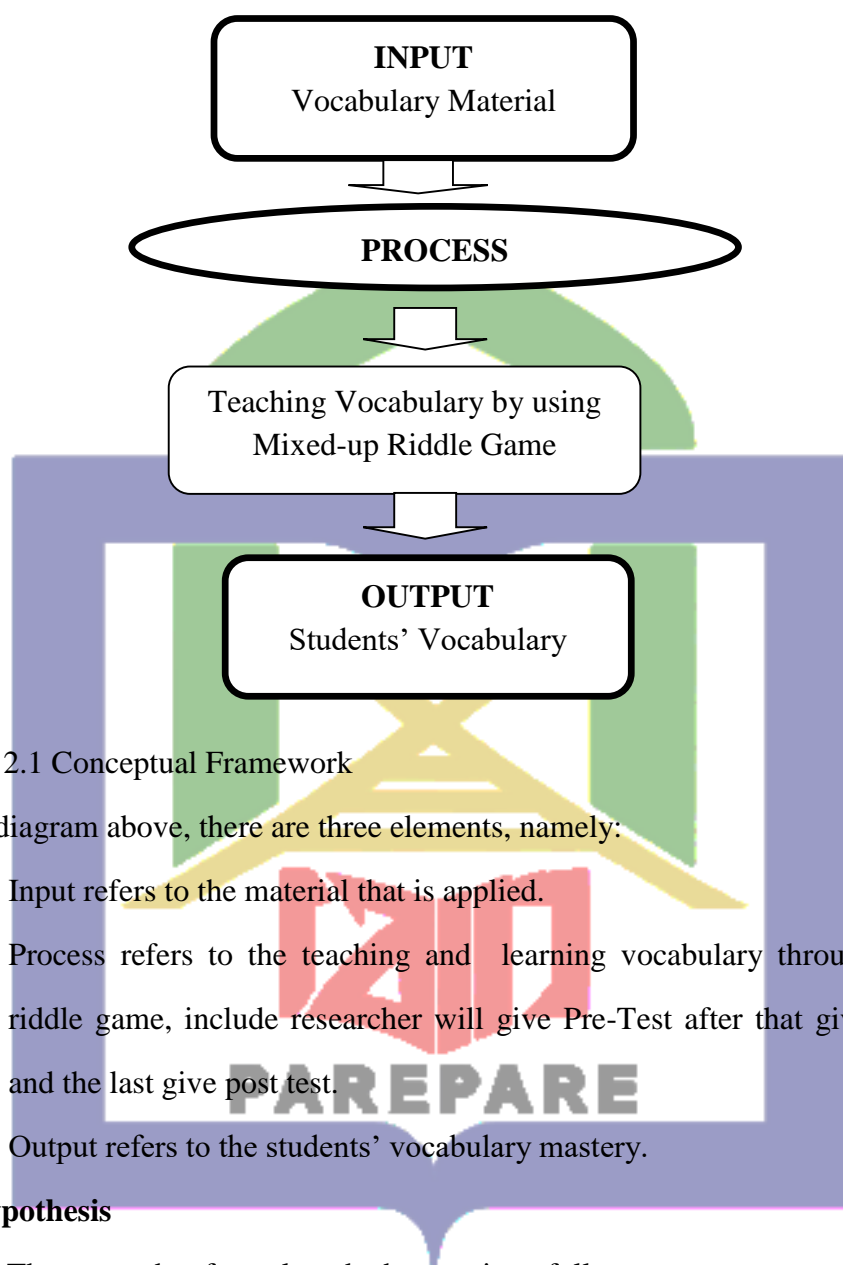 INPUT
Vocabulary Material
PROCESS
Teaching Vocabulary by using
Mixed-up Riddle Game
OUTPUT
Students’ Vocabulary
2.1 Conceptual Framework
diagram above, there are three elements, namely:
Input refers to the material that is applied.
Process refers to the teaching and learning vocabulary
riddle game, include researcher will give Pre-Test after that
and the last give post test.
Output refers to the students’ vocabulary mastery.
PAREPARE